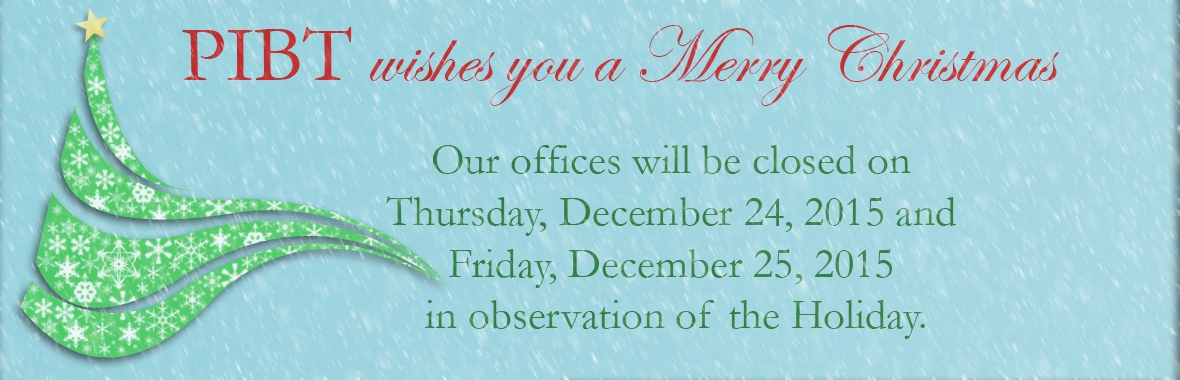 PIBT wishes you a Merry Christmas
Our offices will be closed on
Thursday, December 24, 2015 and
Friday, December 25, 2015
in observation of the Holiday.